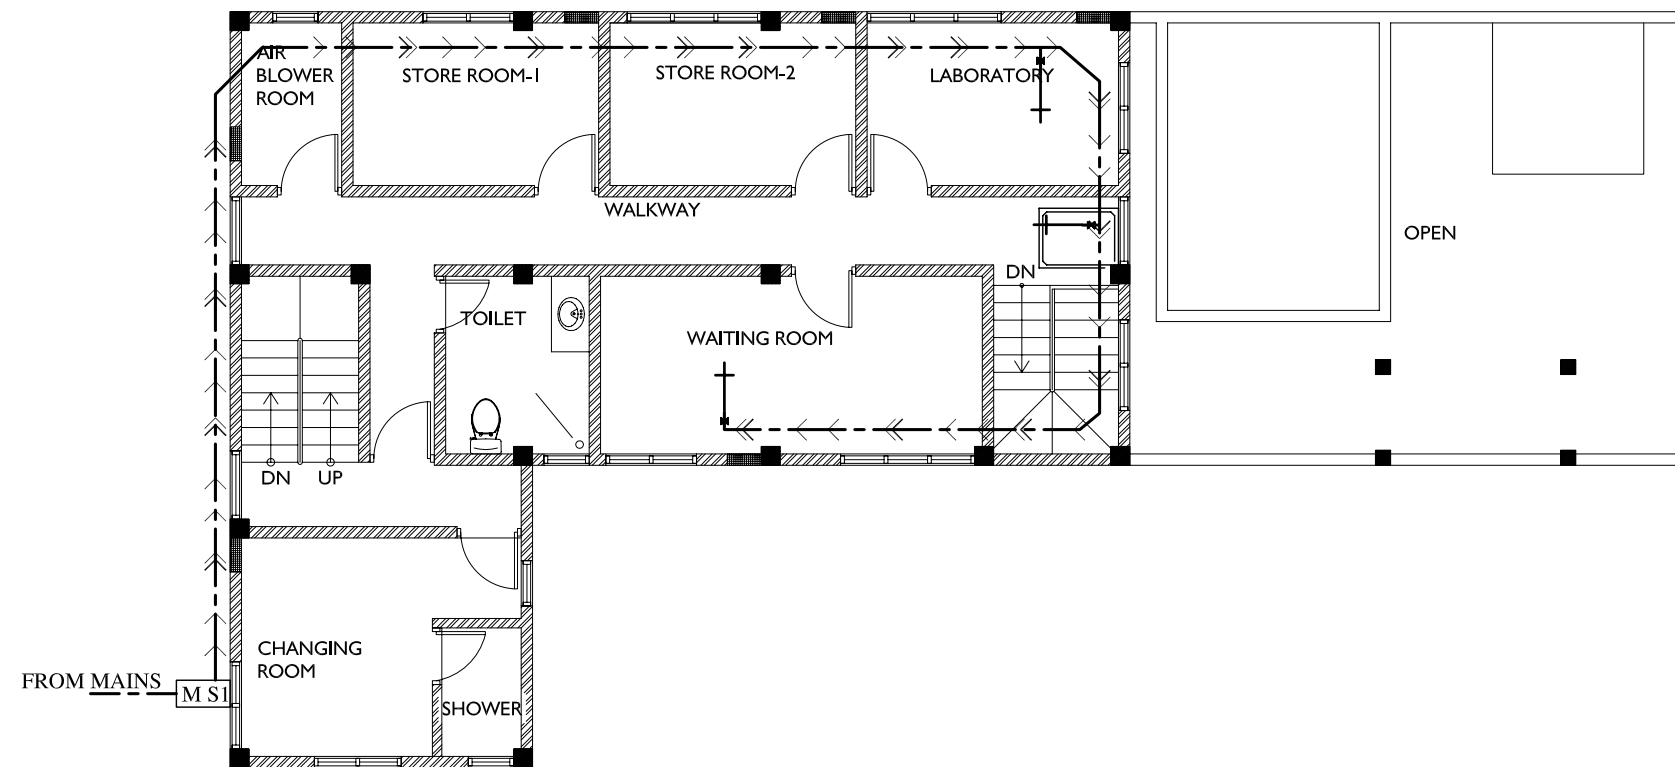 AIR
BLOWER
ROOM
STORE ROOM-1
STORE ROOM-2
LABORATORY
WALKWAY
OPEN
DN
TOILET
WAITING ROOM
DN
UP
CHANGING
ROOM
FROM MAINS
M S1
SHOWER